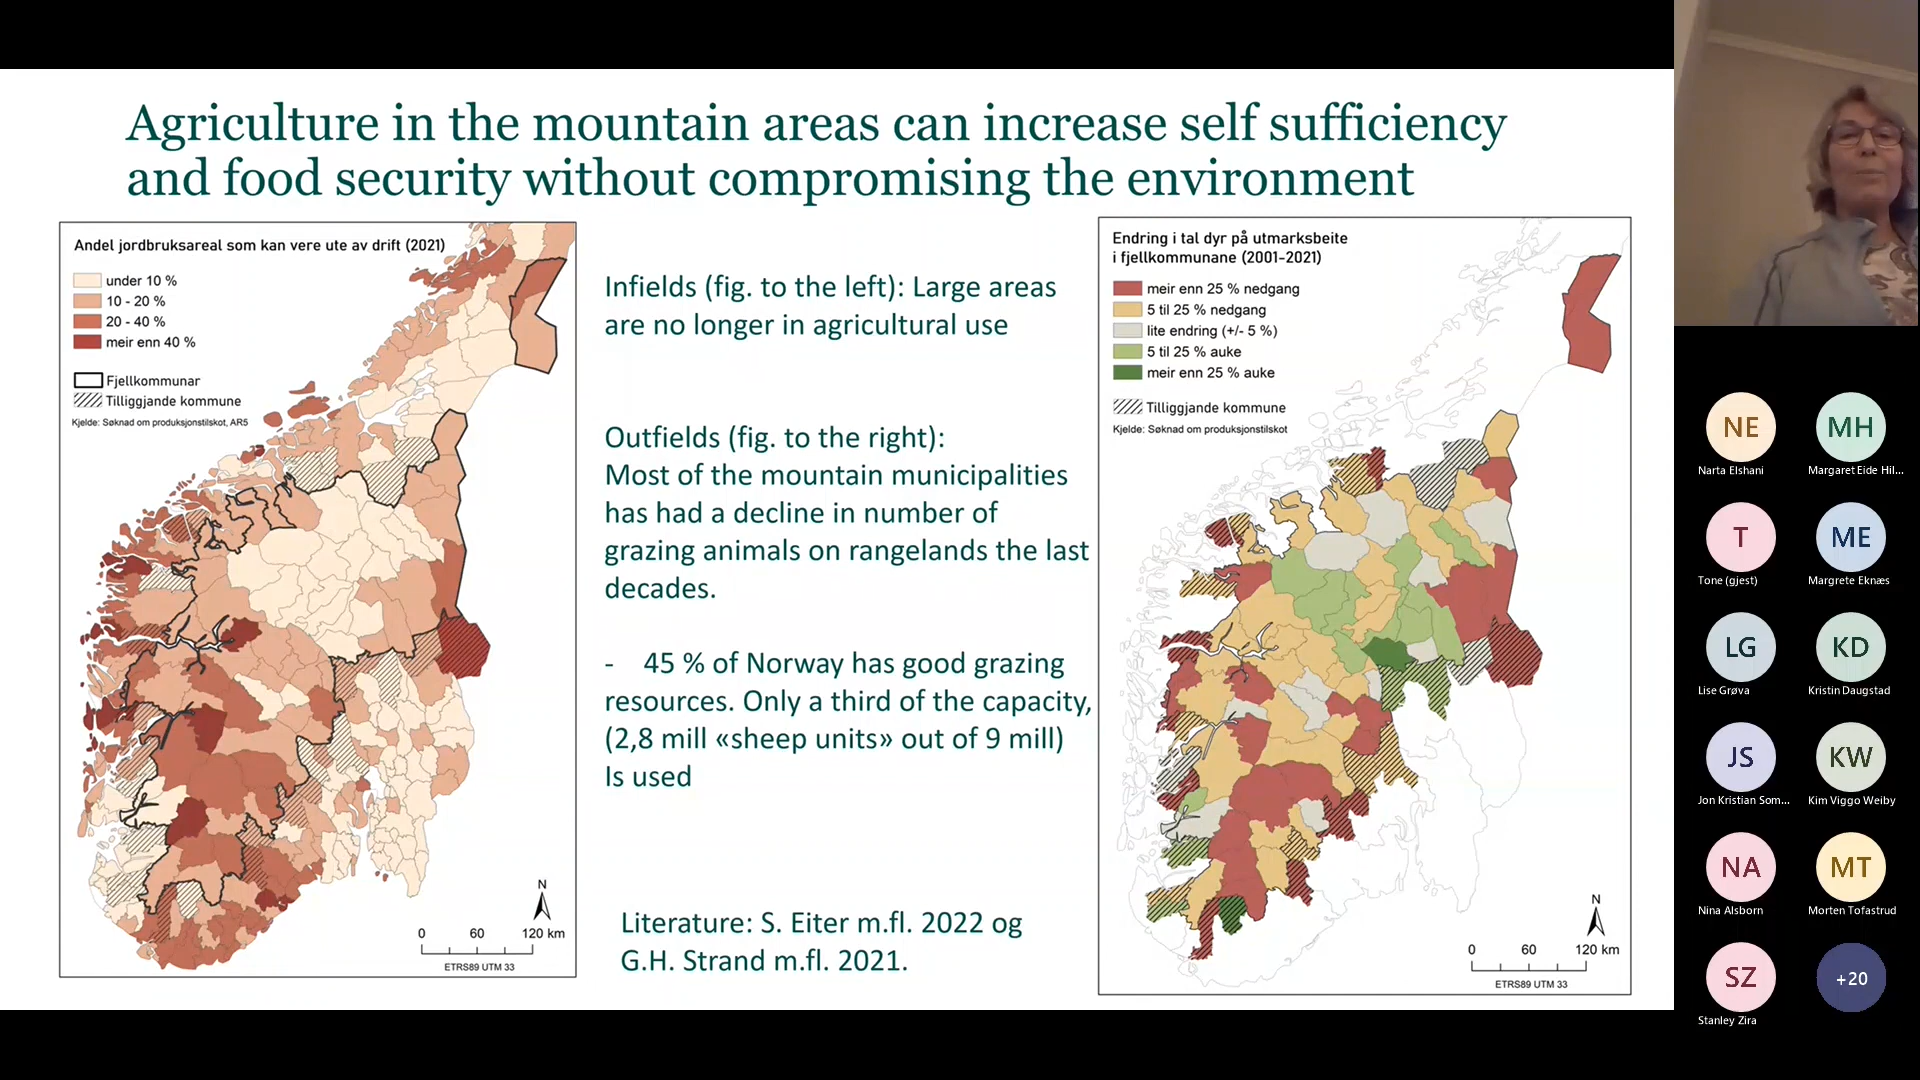 Agriculture in the mountain areas can increase self sufficiency
and food security without compromising the environment
Andel jordbruksareal som kan vere ute av drift (2021)
under 10 %
10 - 20 %
20 - 40 %
meir enn 40 %
Fjellkommunar
Tilliggjande kommune
Kjelde: Søknad om produksjonstilskot, AR5
N
0 60 120 km
ETRS89 UTM 33
Infields (fig. to the left): Large areas
are no longer in agricultural use
Outfields (fig. to the right):
Most of the mountain municipalities
has had a decline in number of
grazing animals on rangelands the last
decades.
- 45 % of Norway has good grazing
resources. Only a third of the capacity,
(2,8 mill «sheep units» out of 9 mill)
Is used
Literature: S. Eiter m.fl. 2022 og
G.H. Strand m.fl. 2021.
Endring i tal dyr på utmarksbeite
i fjellkommunane (2001-2021)
meir enn 25 % nedgang
5 til 25 % nedgang
lite endring (+/- 5 %)
5 til 25 % auke
meir enn 25 % auke
Tilliggjande kommune
Kjelde: Søknad om produksjonstilskot
N
0 60 120 km
ETRS89 UTM 33
NE MH
Narta Elshani Margaret Eide Hil...
T ME
Tone (gjest) Margrete Eknæs
LG KD
Lise Grøva Kristin Daugstad
JS KW
Jon Kristian Som... Kim Viggo Weiby
NA MT
Nina Alsborn Morten Tofastrud
SZ +20
Stanley Zira